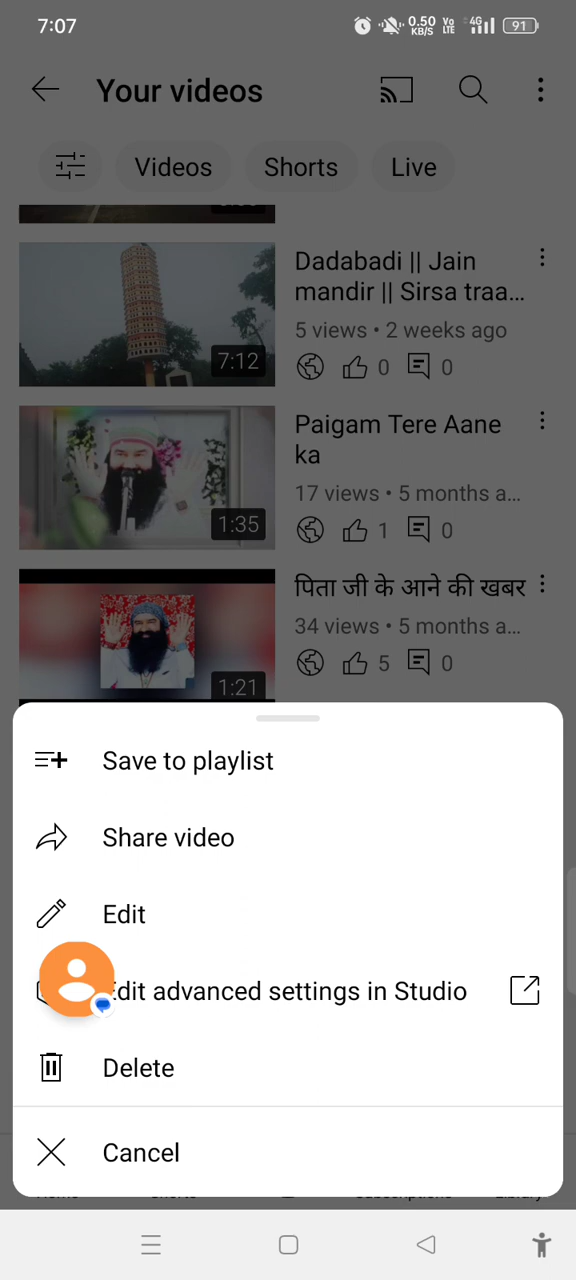 7:07
0.50
KB/S
Vo
LTE
4G
91
Your videos
Videos
Shorts
Live
Dadabadi || Jain
mandir || Sirsa traa...
5 views • 2 weeks ago
0
0
7:12
Paigam Tere Aane
ka
17 views • 5 months a...
1
0
1:35
पिता जी के आने की खबर
34 views • 5 months a...
5
0
1:21
Save to playlist
Share video
Edit
dit advanced settings in Studio
Delete
Cancel